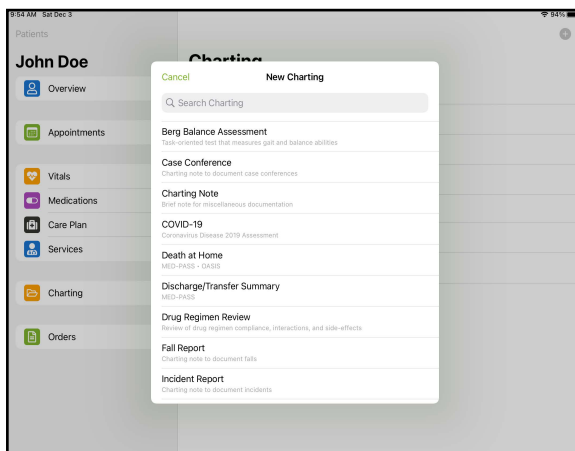 9:54 AM Sat Dec 3
94%
Patients
John Doe
Overview
Appointments
Vitals
Medications
Care Plan
Services
Charting
Orders
Charting
Cancel
New Charting
Search Charting
Berg Balance Assessment
Task-oriented test that measures gait and balance abilities
Case Conference
Charting note to document case conferences
Charting Note
Brief note for miscellaneous documentation
COVID-19
Coronavirus Disease 2019 Assessment
Death at Home
MED-PASS - OASIS
Discharge/Transfer Summary
MED-PASS
Drug Regimen Review
Review of drug regimen compliance, interactions, and side-effects
Fall Report
Charting note to document falls
Incident Report
Charting note to document incidents